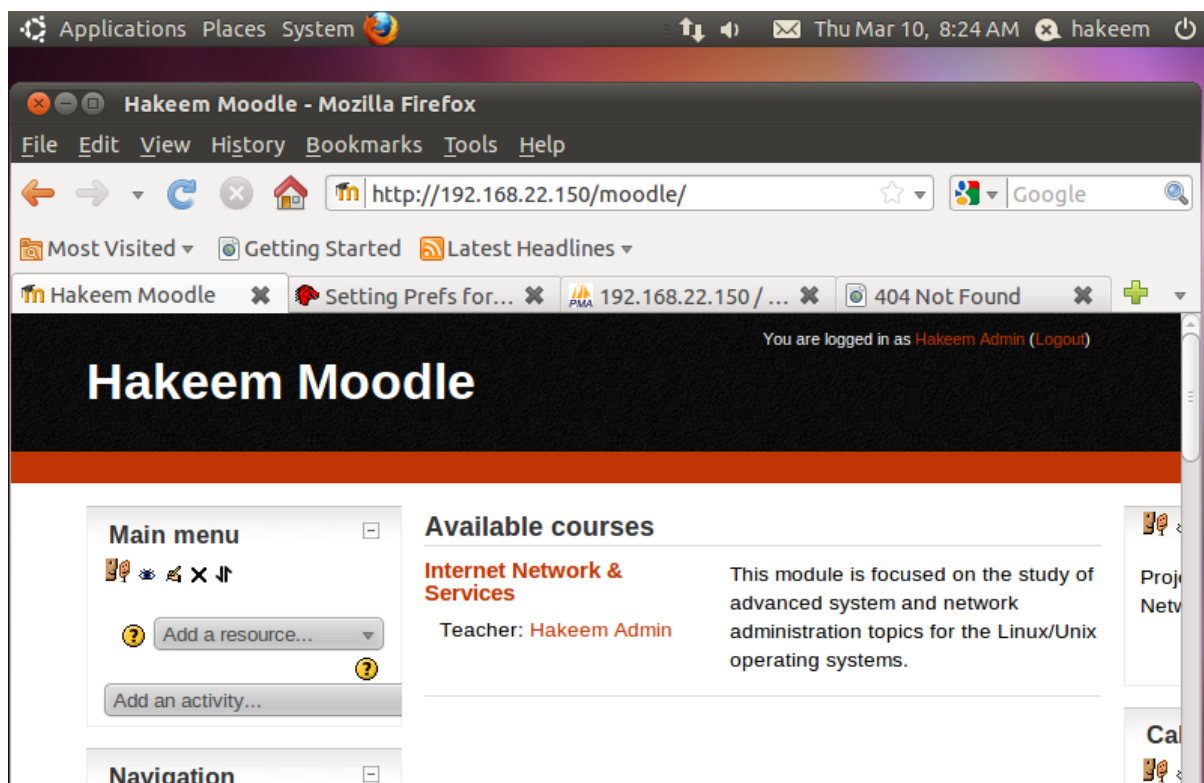 Applications Places System
Thu Mar 10, 8:24 AM hakeem
Hakeem Moodle - Mozilla Firefox
File Edit View History Bookmarks Tools Help
http://192.168.22.150/moodle/
Google
Most Visited Getting Started Latest Headlines
Hakeem Moodle Setting Prefs for... PMA 192.168.22.150 / ... 404 Not Found
You are logged in as Hakeem Admin (Logout)
Hakeem Moodle
Main menu
Add a resource...
Add an activity...
Navigation
Available courses
Internet Network &
Services
Teacher: Hakeem Admin
This module is focused on the study of
advanced system and network
administration topics for the Linux/Unix
operating systems.